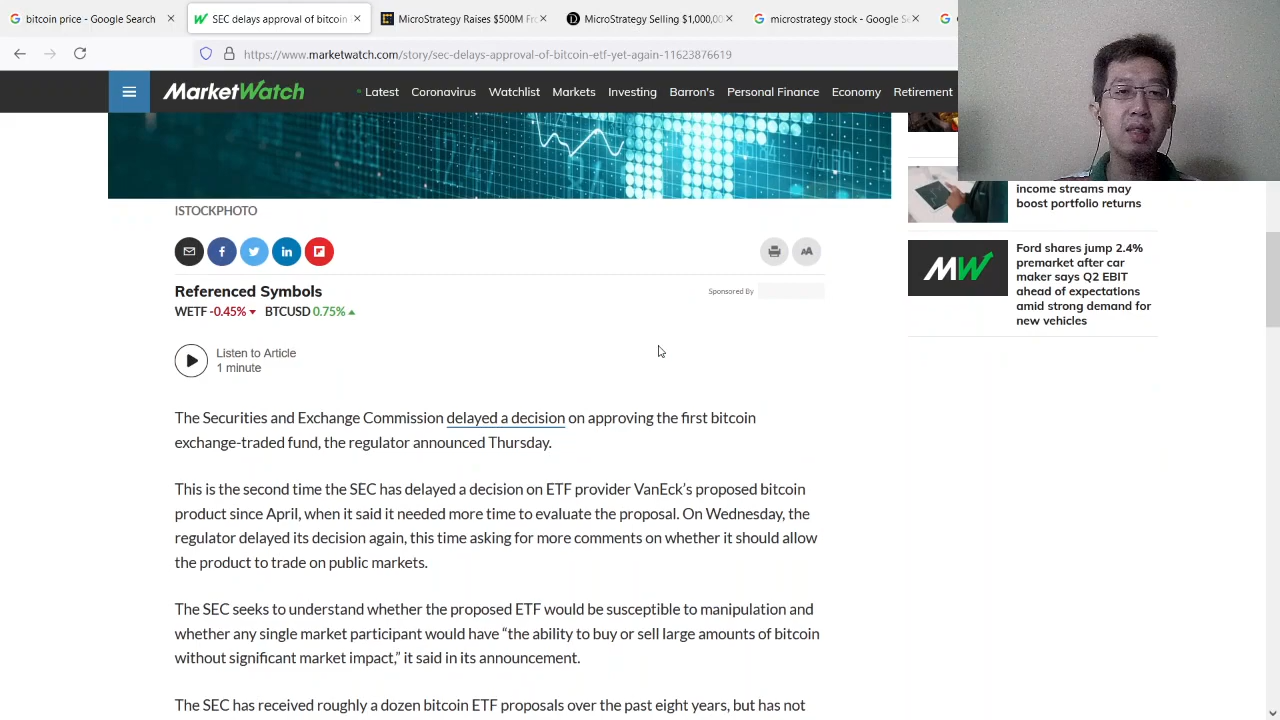 bitcoin price - Google Search
SEC delays approval of bitcoin
MicroStrategy Raises $500M Fr
MicroStrategy Selling $1,000,00
microstrategy stock - Google S
https://www.marketwatch.com/story/sec-delays-approval-of-bitcoin-etf-yet-again-11623876619
MarketWatch
Latest
Coronavirus
Watchlist
Markets
Investing
Barron's
Personal Finance
Economy
Retirement
ISTOCKPHOTO
Referenced Symbols
Sponsored By
WETF -0.45% BTCUSD 0.75%
Listen to Article
1 minute
The Securities and Exchange Commission delayed a decision on approving the first bitcoin
exchange-traded fund, the regulator announced Thursday.
This is the second time the SEC has delayed a decision on ETF provider VanEck's proposed bitcoin
product since April, when it said it needed more time to evaluate the proposal. On Wednesday, the
regulator delayed its decision again, this time asking for more comments on whether it should allow
the product to trade on public markets.
The SEC seeks to understand whether the proposed ETF would be susceptible to manipulation and
whether any single market participant would have “the ability to buy or sell large amounts of bitcoin
without significant market impact,” it said in its announcement.
The SEC has received roughly a dozen bitcoin ETF proposals over the past eight years, but has not
income streams may
boost portfolio returns
MW
Ford shares jump 2.4%
premarket after car
maker says Q2 EBIT
ahead of expectations
amid strong demand for
new vehicles